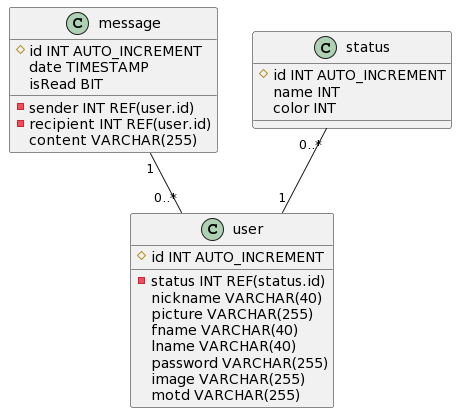 C message
id INT AUTO_INCREMENT
date TIMESTAMP
isRead BIT
sender INT REF(user.id)
recipient INT REF(user.id)
content VARCHAR(255)
C status
id INT AUTO_INCREMENT
name INT
color INT
1
0..*
0..*
1
C user
id INT AUTO_INCREMENT
status INT REF(status.id)
nickname VARCHAR(40)
picture VARCHAR(255)
fname VARCHAR(40)
lname VARCHAR(40)
password VARCHAR(255)
image VARCHAR(255)
motd VARCHAR(255)